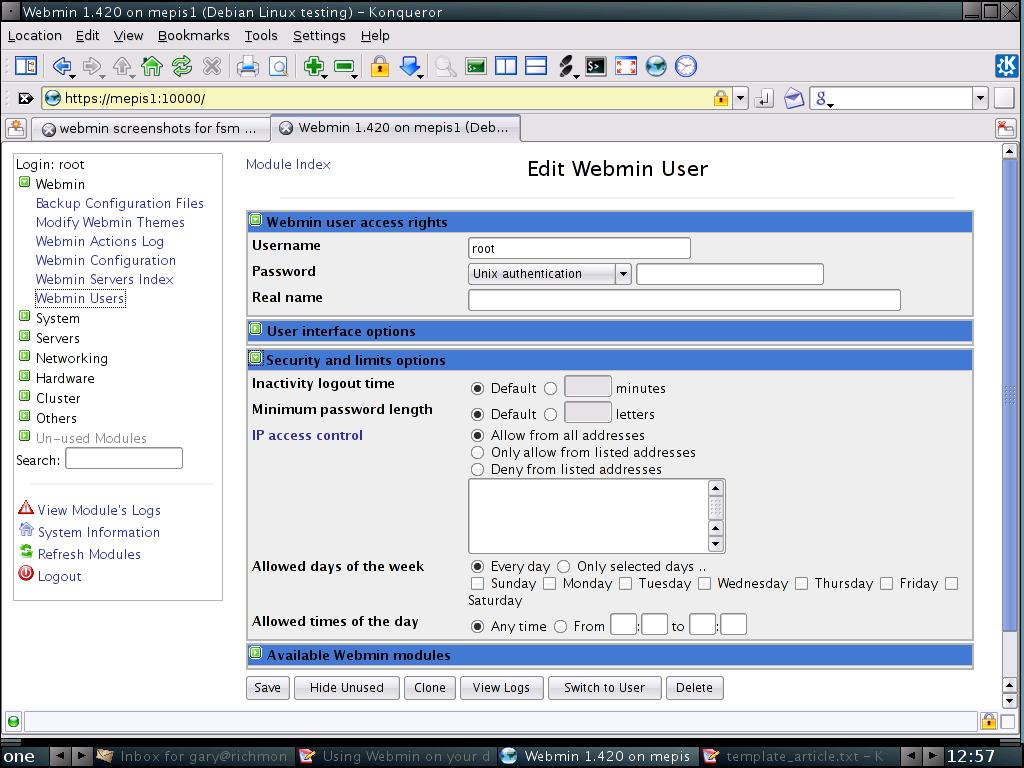 Webmin 1.420 on mepis1 (Debian Linux testing) - Konqueror
Location Edit View Bookmarks Tools Settings Help
https://mepis1:10000/
webmin screenshots for fsm ... Webmin 1.420 on mepis1 (Deb...
Login: root
Webmin
Backup Configuration Files
Modify Webmin Themes
Webmin Actions Log
Webmin Configuration
Webmin Servers Index
Webmin Users
System
Servers
Networking
Hardware
Cluster
Others
Un-used Modules
Search:
View Module's Logs
System Information
Refresh Modules
Logout
Module Index
Edit Webmin User
Webmin user access rights
Username root
Password Unix authentication
Real name
User interface options
Security and limits options
Inactivity logout time Default minutes
Minimum password length Default letters
IP access control Allow from all addresses
Only allow from listed addresses
Deny from listed addresses
Allowed days of the week Every day Only selected days ..
Sunday Monday Tuesday Wednesday Thursday Friday
Saturday
Allowed times of the day Any time From : to :
Available Webmin modules
Save Hide Unused Clone View Logs Switch to User Delete
one Inbox for gary@richmon Using Webmin on your d Webmin 1.420 on mepis template_article.txt - K 12:57